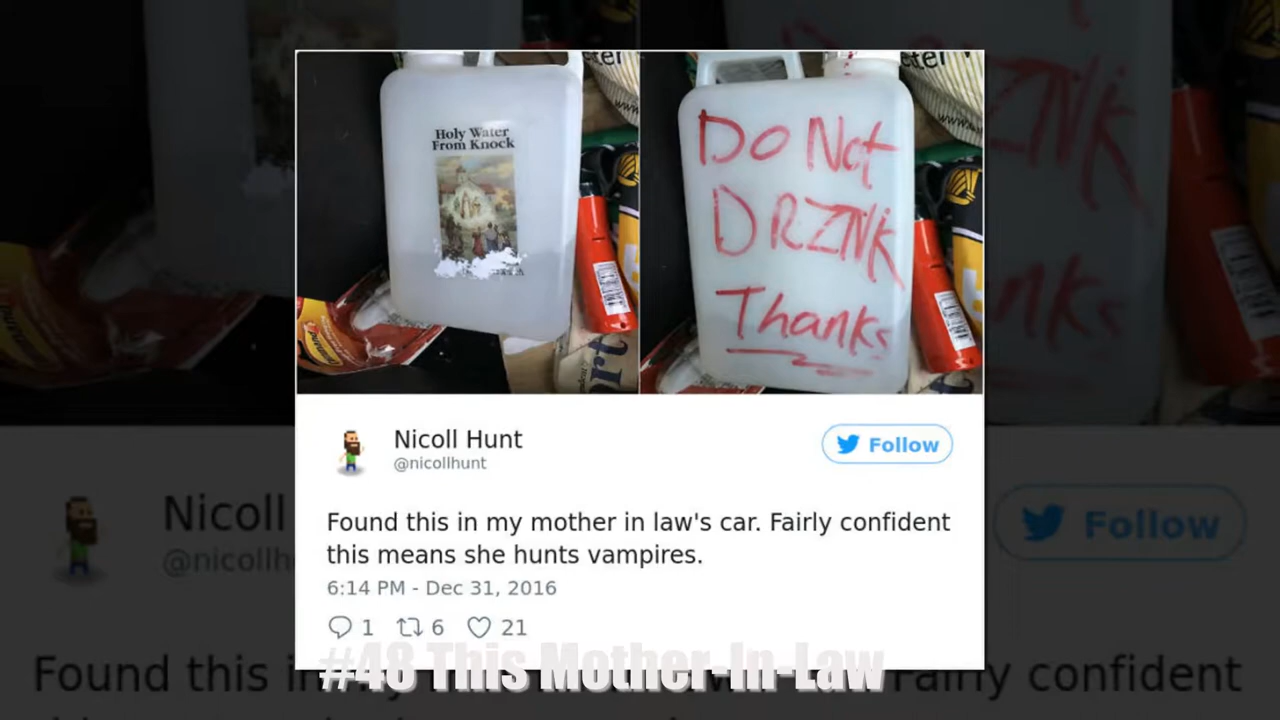 Holy Water
From Knock
eter
Do Not
DRZNK
Thanks
Nicoll Hunt
@nicollhunt
Follow
Found this in my mother in law's car. Fairly confident
this means she hunts vampires.
6:14 PM - Dec 31, 2016
1 6 21
#48 This Mother-In-Law